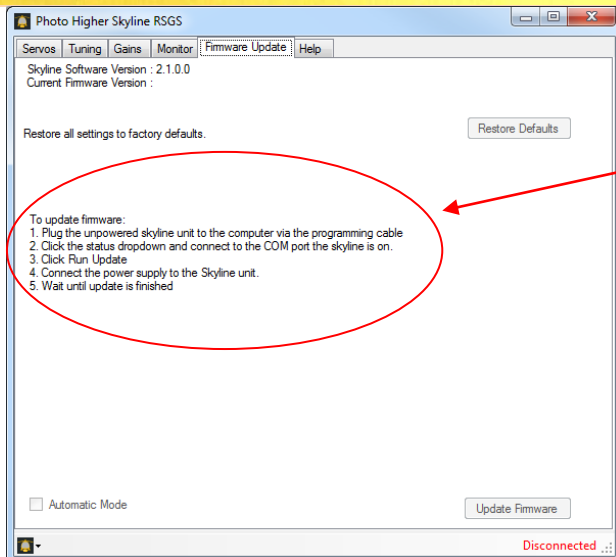 Photo Higher Skyline RSGS
Servos Tuning Gains Monitor Firmware Update Help
Skyline Software Version : 2.1.0.0
Current Firmware Version :
Restore all settings to factory defaults.
Restore Defaults
To update firmware:
1. Plug the unpowered skyline unit to the computer via the programming cable
2. Click the status dropdown and connect to the COM port the skyline is on.
3. Click Run Update
4. Connect the power supply to the Skyline unit.
5. Wait until update is finished
Automatic Mode
Update Firmware
Disconnected